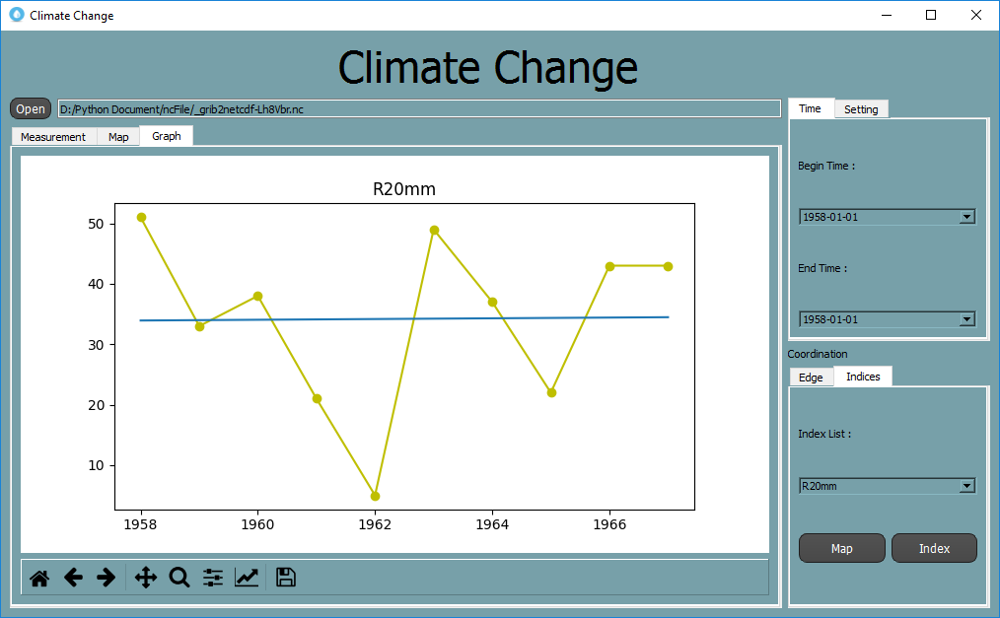 Climate Change
Climate Change
Open D:/Python Document/ncFile/_grib2netcdf-Lh8Vbr.nc
Measurement Map Graph
R20mm
50
40
30
20
10
1958 1960 1962 1964 1966
Time Setting
Begin Time :
1958-01-01
End Time :
1958-01-01
Coordination
Edge Indices
Index List :
R20mm
Map Index